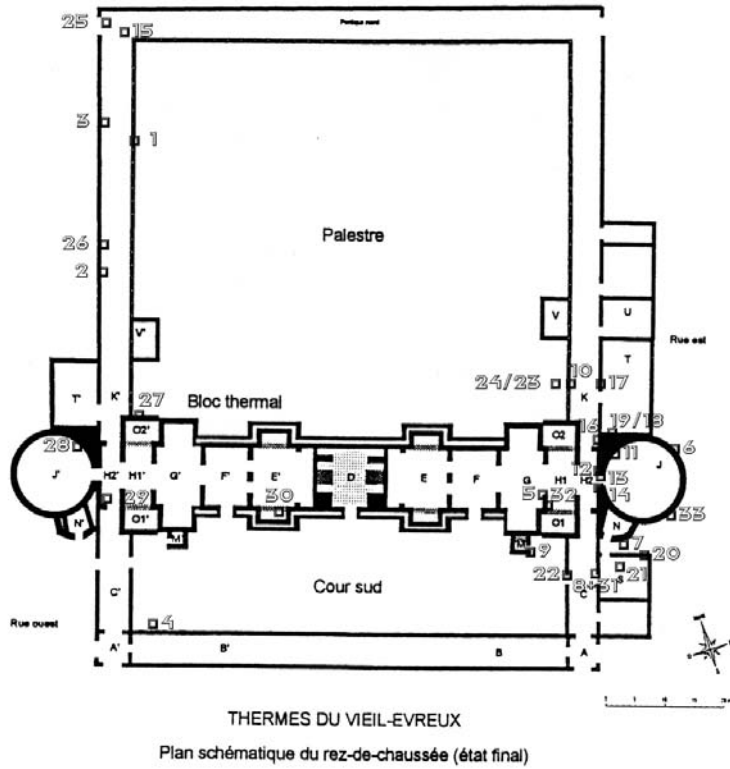 Portique nord
25
15
3
1
Palestre
26
2
V'
V
U
Rue est
T
24/23
10
17
T'
K'
K
27
Bloc thermal
19/18
16
O2'
O2
28
11
6
J'
H2'
H1'
G'
F'
E'
D
E
F
G
H1
H2
J
12
13
29
30
5
32
14
N'
O1'
O1
N
33
M'
M
9
7
20
Cour sud
22
8+31
21
S
C'
C
Rue ouest
4
A'
B'
B
A
THERMES DU VIEIL-EVREUX
Plan schématique du rez-de-chaussée (état final)